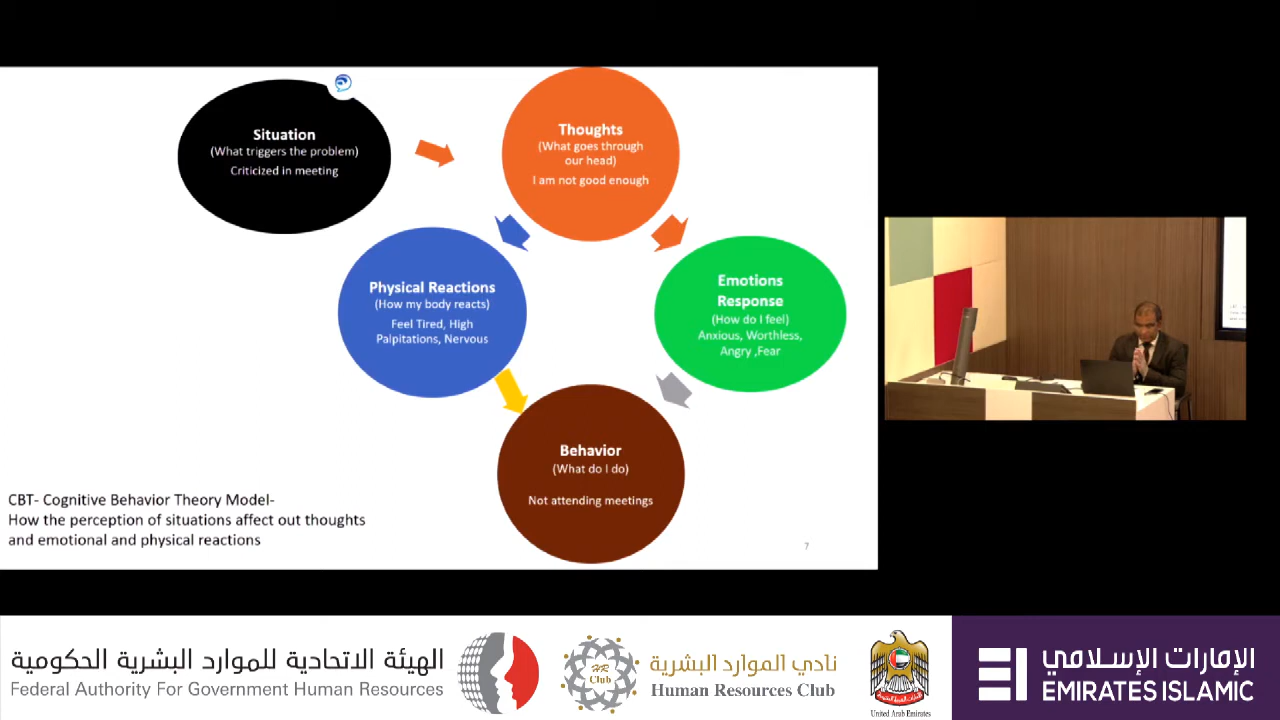 Situation
(What triggers the problem)
Criticized in meeting
Thoughts
(What goes through
our head)
I am not good enough
Physical Reactions
(How my body reacts)
Feel Tired, High
Palpitations, Nervous
Emotions
Response
(How do I feel)
Anxious, Worthless,
Angry ,Fear
Behavior
(What do I do)
Not attending meetings
CBT- Cognitive Behavior Theory Model-
How the perception of situations affect out thoughts
and emotional and physical reactions
7
الهيئة الاتحادية للموارد البشرية الحكومية
Federal Authority For Government Human Resources
HR
Club
نادي الموارد البشرية
Human Resources Club
United Arab Emirates
الإمارات الإسلامي
EMIRATES ISLAMIC